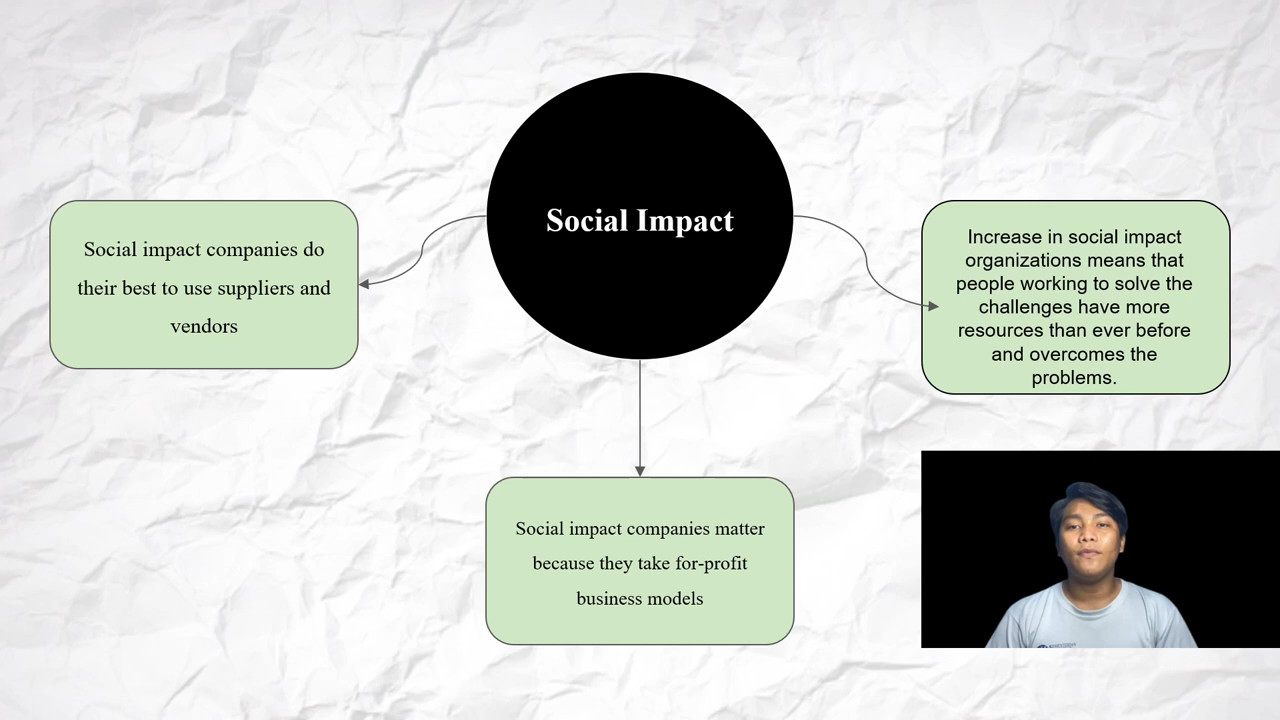 Social Impact
Social impact companies do
their best to use suppliers and
vendors
Increase in social impact
organizations means that
people working to solve the
challenges have more
resources than ever before
and overcomes the
problems.
Social impact companies matter
because they take for-profit
business models